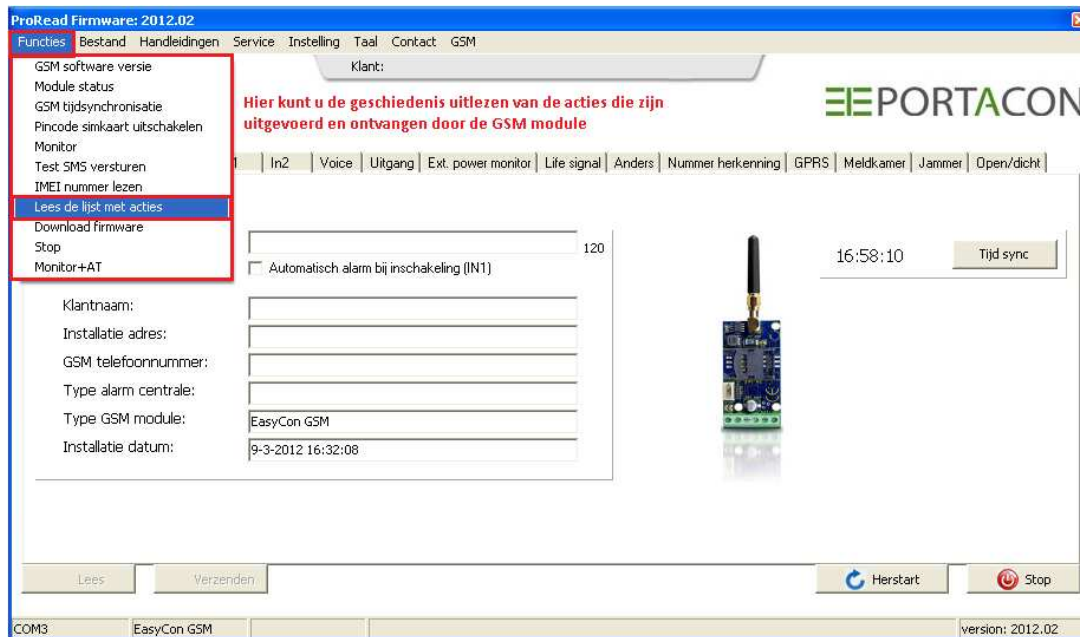 ProRead Firmware: 2012.02
Functies Bestand Handleidingen Service Instelling Taal Contact GSM
GSM software versie
Module status
GSM tijdsynchronisatie
Pincode simkaart uitschakelen
Monitor
Test SMS versturen
IMEI nummer lezen
Lees de lijst met acties
Download firmware
Stop
Monitor+AT
Klant:
Hier kunt u de geschiedenis uitlezen van de acties die zijn
uitgevoerd en ontvangen door de GSM module
PORTACON
In2 Voice Uitgang Ext. power monitor Life signal Anders Nummer herkenning GPRS Meldkamer Jammer Open/dicht
120
Automatisch alarm bij inschakeling (IN1)
16:58:10 Tijd sync
Klantnaam:
Installatie adres:
GSM telefoonnummer:
Type alarm centrale:
Type GSM module: EasyCon GSM
Installatie datum: 9-3-2012 16:32:08
Lees Verzenden Herstart Stop
COM3 EasyCon GSM version: 2012.02